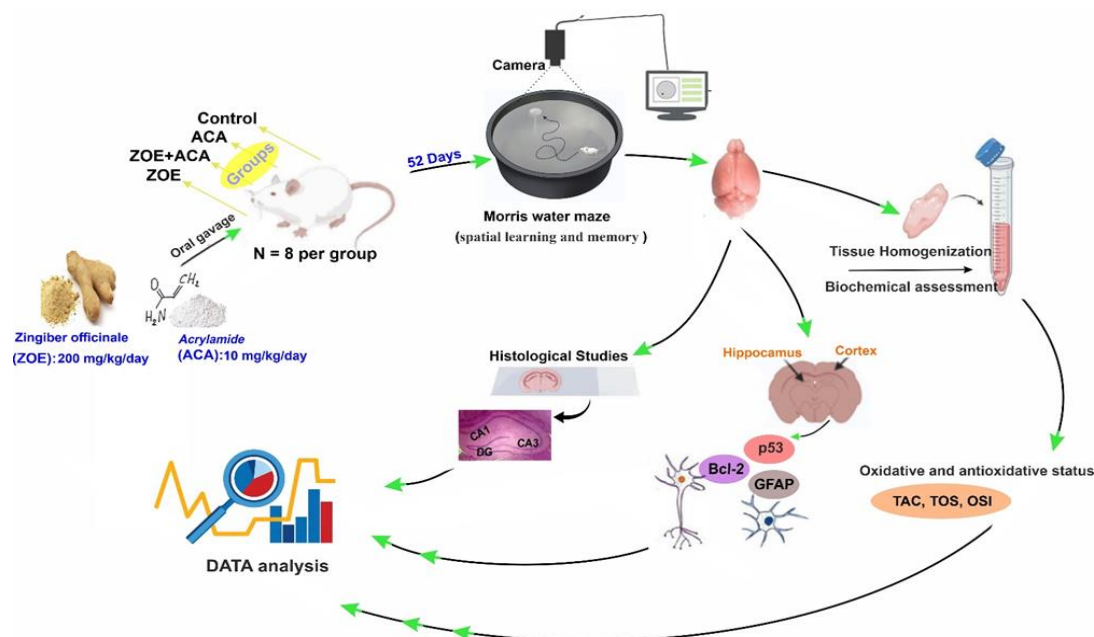 Camera
Control
ACA
ZOE+ACA
ZOE
Groups
52 Days
Oral gavage
N = 8 per group
Morris water maze
(spatial learning and memory )
O
CH₂
H₂N
Zingiber officinale
(ZOE): 200 mg/kg/day
Acrylamide
(ACA): 10 mg/kg/day
Tissue Homogenization
Biochemical assessment
Histological Studies
CA1
CA3
DG
Hippocamus
Cortex
p53
Bcl-2
GFAP
Oxidative and antioxidative status
TAC, TOS, OSI
DATA analysis